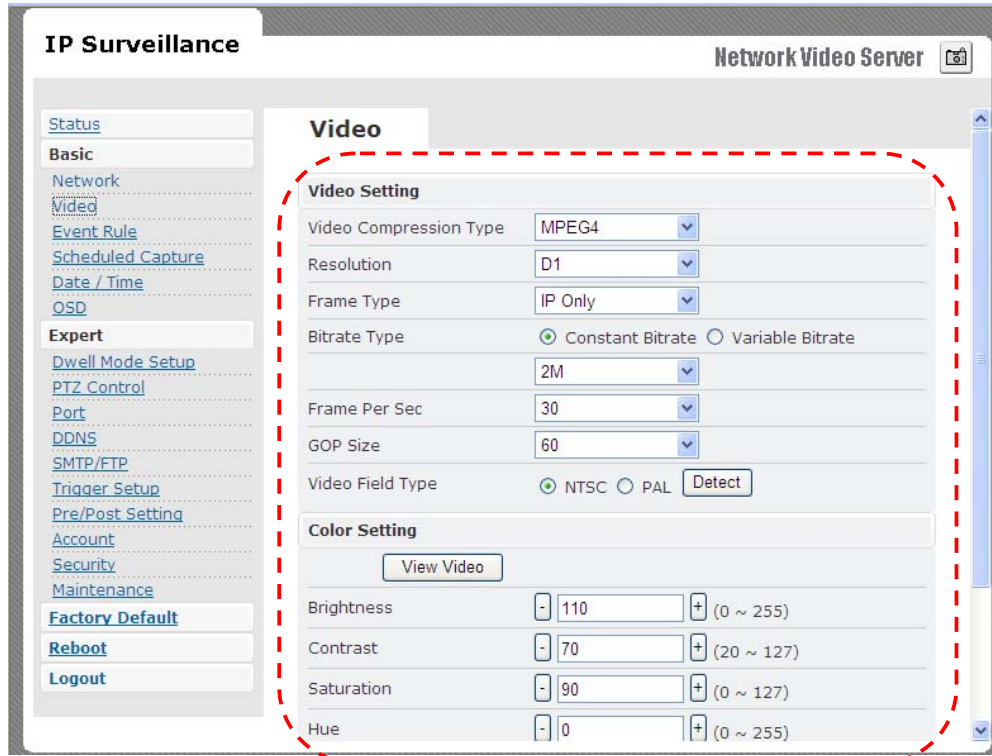 IP Surveillance
Network Video Server
Status
Basic
Network
Video
Event Rule
Scheduled Capture
Date / Time
OSD
Expert
Dwell Mode Setup
PTZ Control
Port
DDNS
SMTP/FTP
Trigger Setup
Pre/Post Setting
Account
Security
Maintenance
Factory Default
Reboot
Logout
Video
Video Setting
Video Compression Type MPEG4
Resolution D1
Frame Type IP Only
Bitrate Type Constant Bitrate Variable Bitrate
2M
Frame Per Sec 30
GOP Size 60
Video Field Type NTSC PAL Detect
Color Setting
View Video
Brightness - 110 + (0 ~ 255)
Contrast - 70 + (20 ~ 127)
Saturation - 90 + (0 ~ 127)
Hue - 0 + (0 ~ 255)